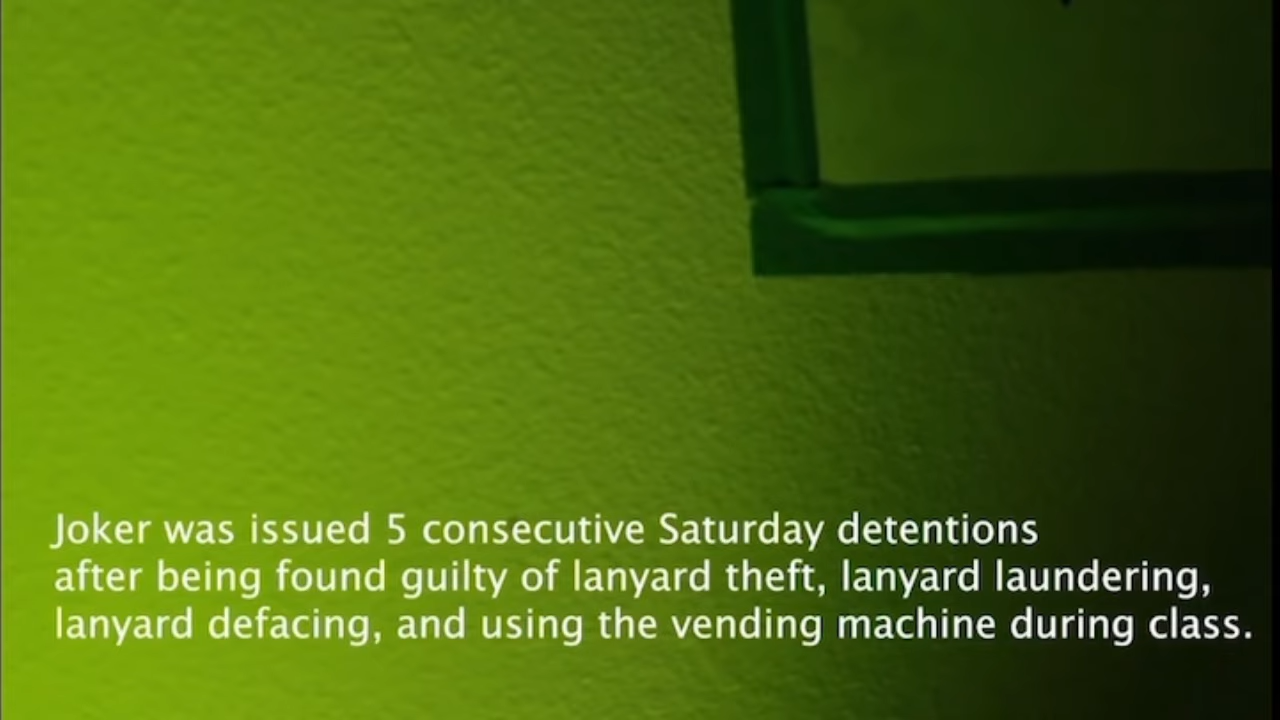 Joker was issued 5 consecutive Saturday detentions
after being found guilty of lanyard theft, lanyard laundering,
lanyard defacing, and using the vending machine during class.